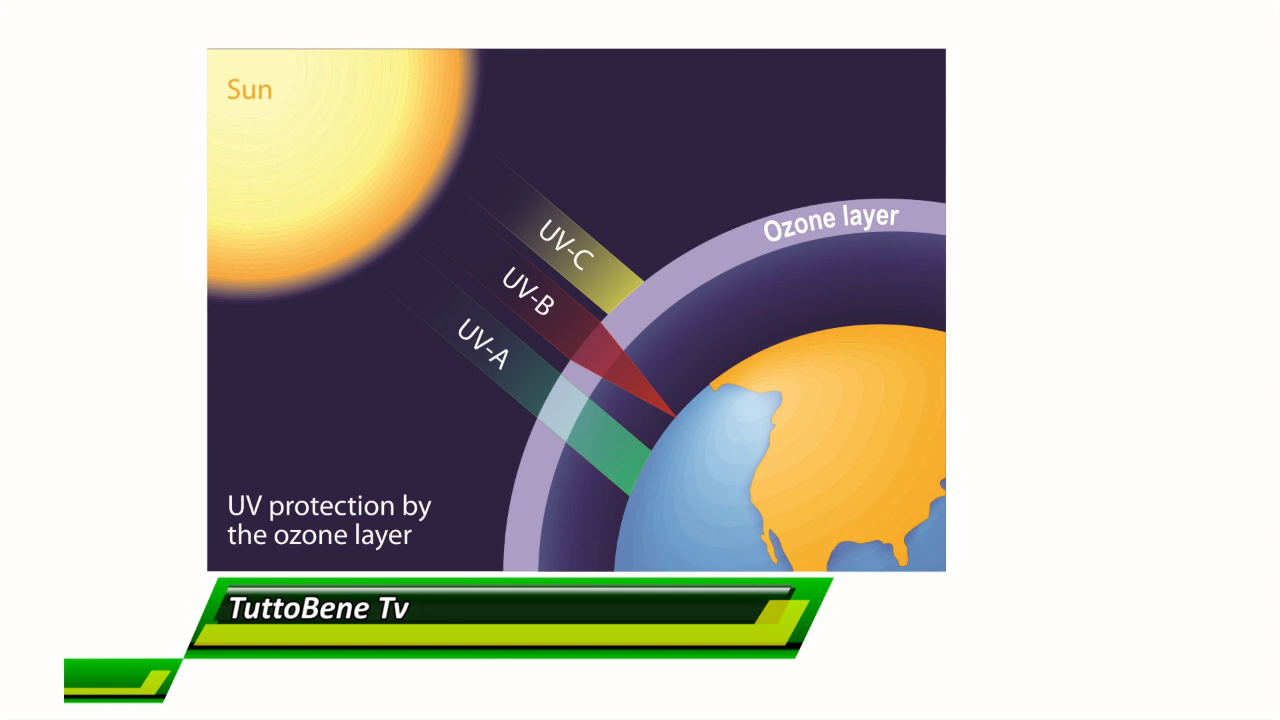 Sun
Ozone layer
UV-C
UV-B
UV-A
UV protection by
the ozone layer
TuttoBene Tv